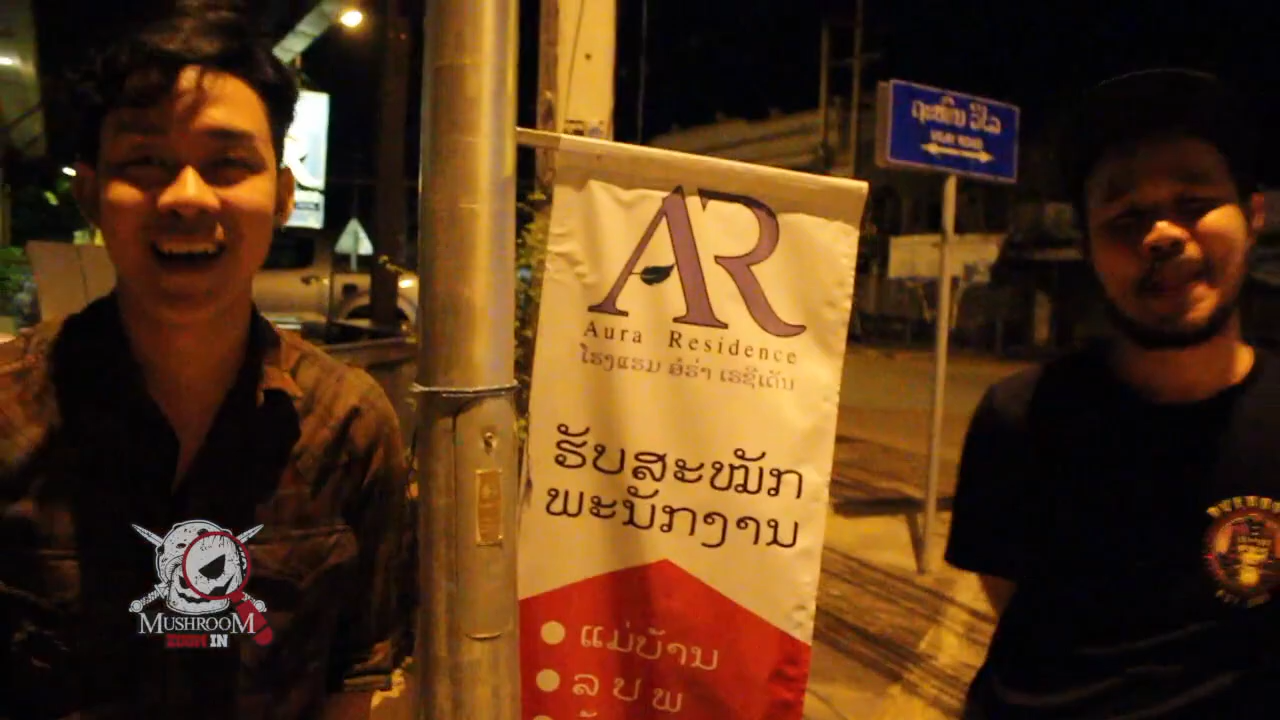 AR
Aura Residence
ໂຮງແຮມ ອໍຣ່າ ເຣຊີເດັນ
ຮັບສະໝັກ
ພະນັກງານ
ແມ່ບ້ານ
ລ ປ ພ
MUSHROOM
ZOOM IN